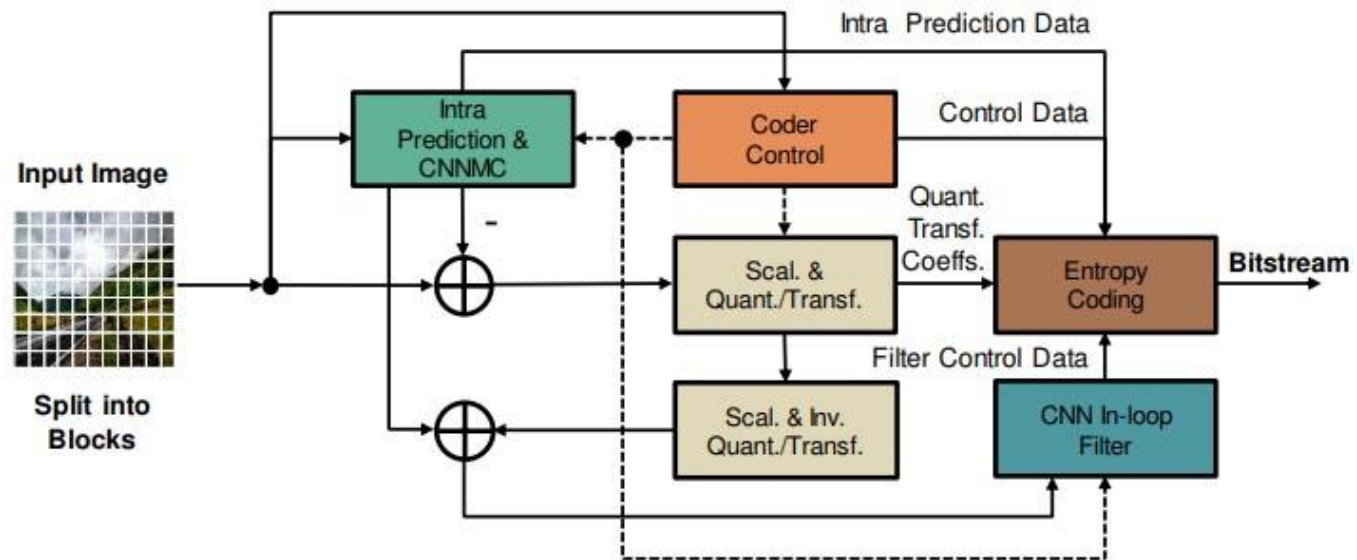 Intra Prediction Data
Intra
Prediction &
CNNMC
Coder
Control
Control Data
Input Image
-
Quant.
Transf.
Coeffs.
Scal. &
Quant./Transf.
Entropy
Coding
Bitstream
Filter Control Data
Split into
Blocks
Scal. & Inv.
Quant./Transf.
CNN In-loop
Filter